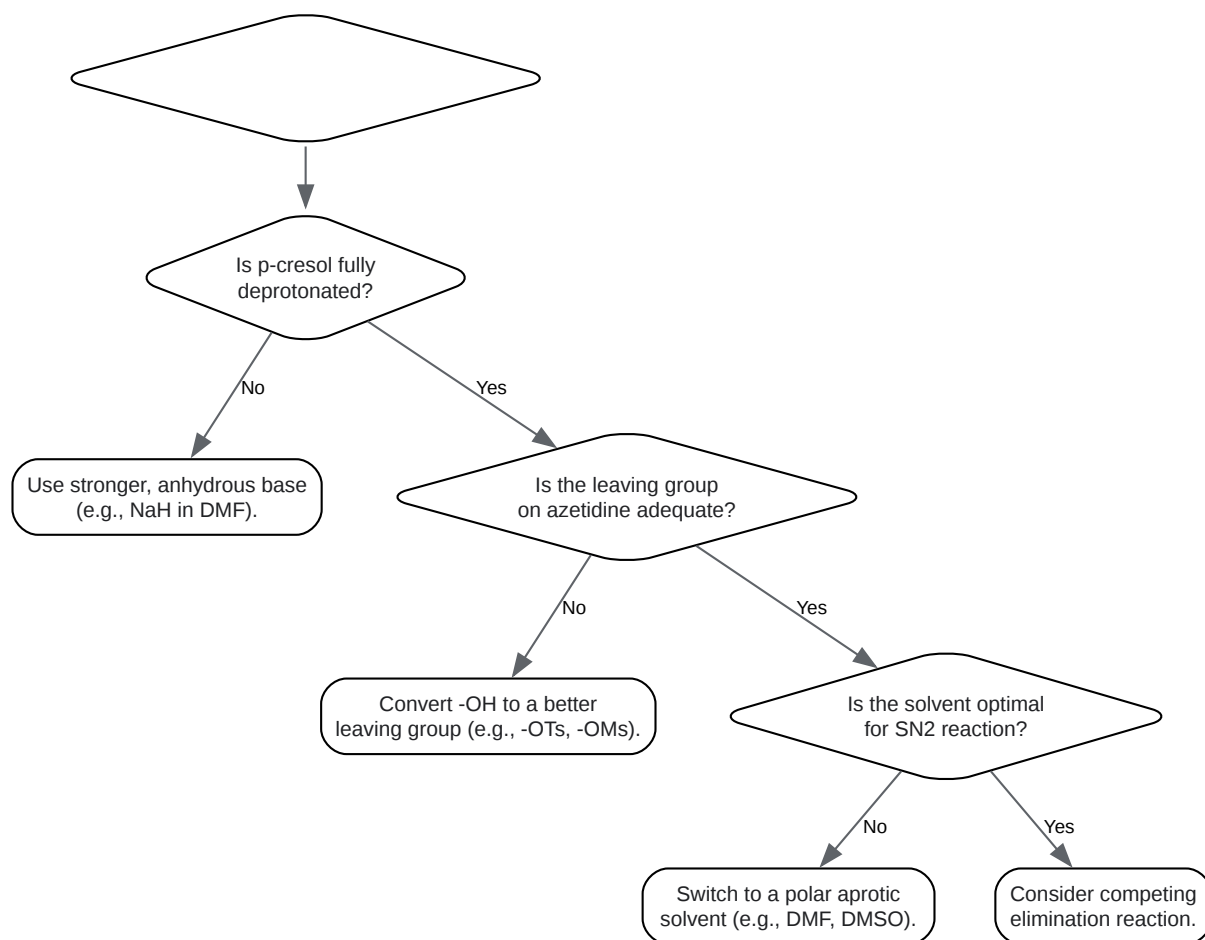 Is p-cresol fully
deprotonated?
No
Yes
Use stronger, anhydrous base
(e.g., NaH in DMF).
Is the leaving group
on azetidine adequate?
No
Yes
Convert -OH to a better
leaving group (e.g., -OTs, -OMs).
Is the solvent optimal
for SN2 reaction?
No
Yes
Switch to a polar aprotic
solvent (e.g., DMF, DMSO).
Consider competing
elimination reaction.